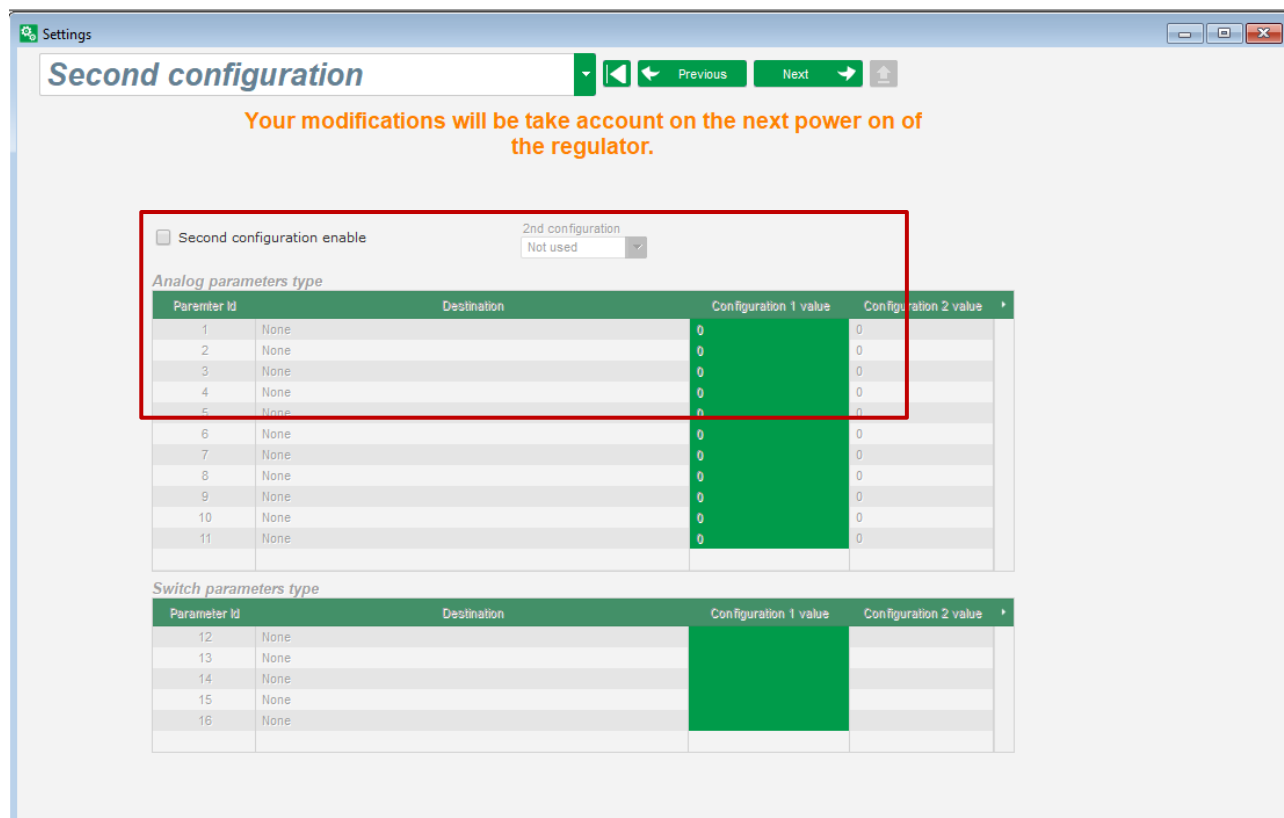 Settings
Second configuration
Previous
Next
Your modifications will be take account on the next power on of
the regulator.
Second configuration enable
2nd configuration
Not used
Analog parameters type
Paremter Id Destination Configuration 1 value Configuration 2 value
1 None 0 0
2 None 0 0
3 None 0 0
4 None 0 0
5 None 0 0
6 None 0 0
7 None 0 0
8 None 0 0
9 None 0 0
10 None 0 0
11 None 0 0
Switch parameters type
Parameter Id Destination Configuration 1 value Configuration 2 value
12 None
13 None
14 None
15 None
16 None